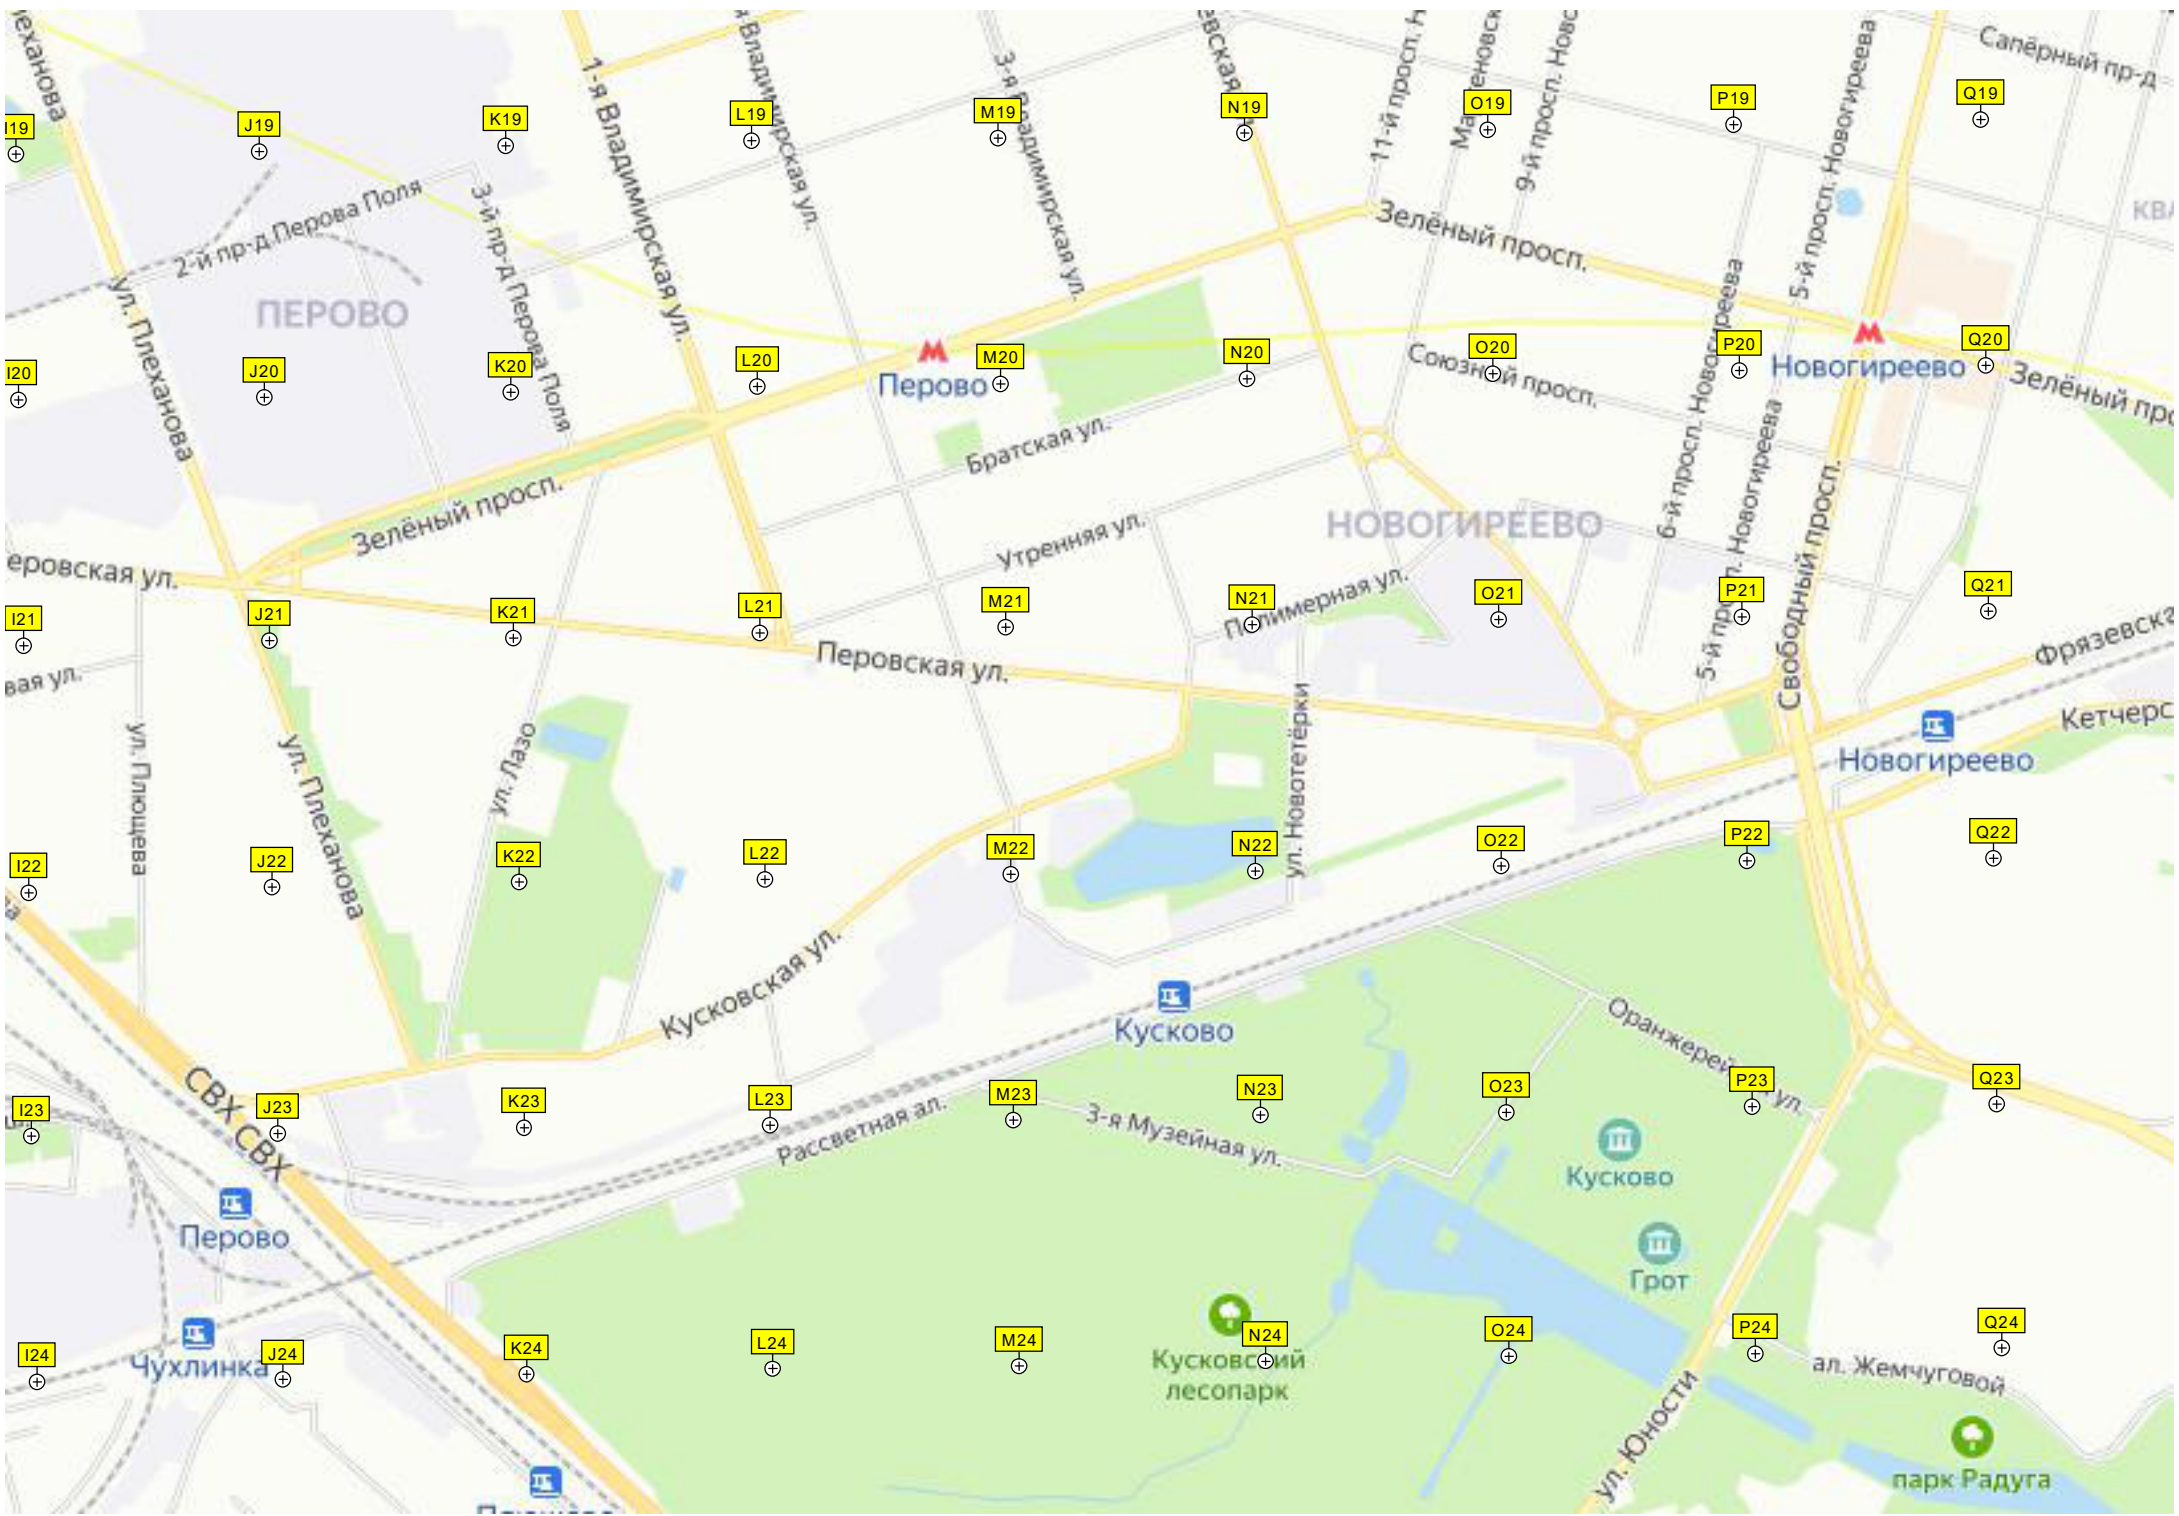 Сапёрный пр-д
1-я Владимирская ул.
Владимирская ул.
3-я Владимирская ул.
11-й просп.
9-й просп.
5-й просп. Новогиреева
I19
J19
K19
L19
M19
N19
O19
P19
Q19
2-й пр-д Перова Поля
3-й пр-д Перова Поля
Зелёный просп.
ПЕРОВО
ул. Плеханова
I20
J20
K20
L20
M20
N20
O20
P20
Q20
Перово
Новогиреево
Союзный просп.
Зелёный
6-й просп. Новогиреева
Братская ул.
Зелёный просп.
Утренняя ул.
НОВОГИРЕЕВО
Свободный просп.
5-й просп. Новогиреева
Полимерная ул.
I21
J21
K21
L21
M21
N21
O21
P21
Q21
Перовская ул.
ул. Плющева
ул. Плеханова
ул. Лазо
ул. Новотетёрки
Новогиреево
I22
J22
K22
L22
M22
N22
O22
P22
Q22
Кусковская ул.
Кусково
СВХ СВХ
I23
J23
K23
L23
M23
N23
O23
P23
Q23
Рассветная ал.
3-я Музейная ул.
Кусково
Перово
Грот
Чухлинка
I24
J24
K24
L24
M24
N24
O24
P24
Q24
Кусковский
лесопарк
ал. Жемчуговой
ул. Юности
парк Радуга